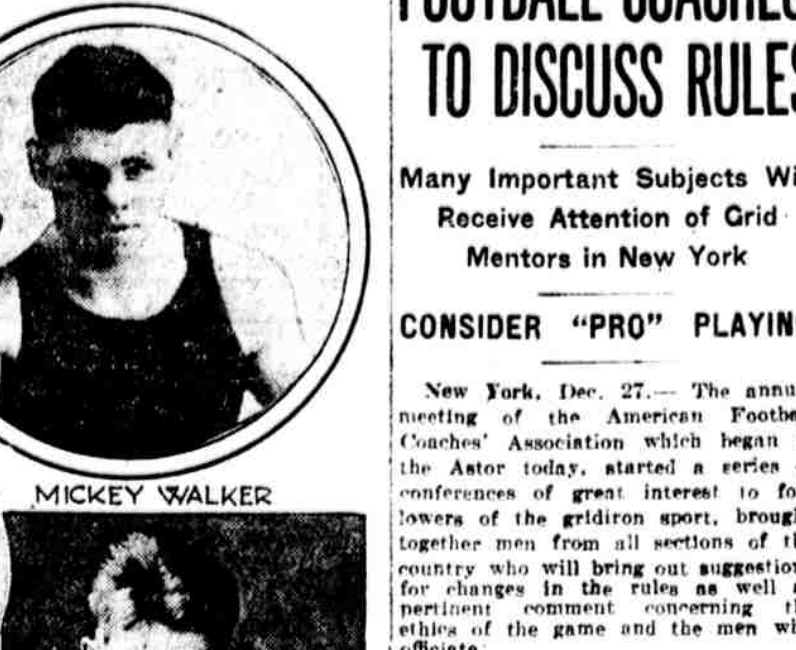 MICKEY WALKER
FOOTBALL COACHES
TO DISCUSS RULES
Many Important Subjects Wi
Receive Attention of Grid
Mentors in New York
CONSIDER "PRO" PLAYIN
New York, Dec. 27.— The annu
meeting of the American Footba
Coaches' Association which began
the Astor today, started a series
conferences of great interest to fo
lowers of the gridiron sport, brough
together men from all sections of th
country who will bring out suggestion
for changes in the rules as well a
pertinent comment concerning th
ethics of the game and the men wh
officiate.